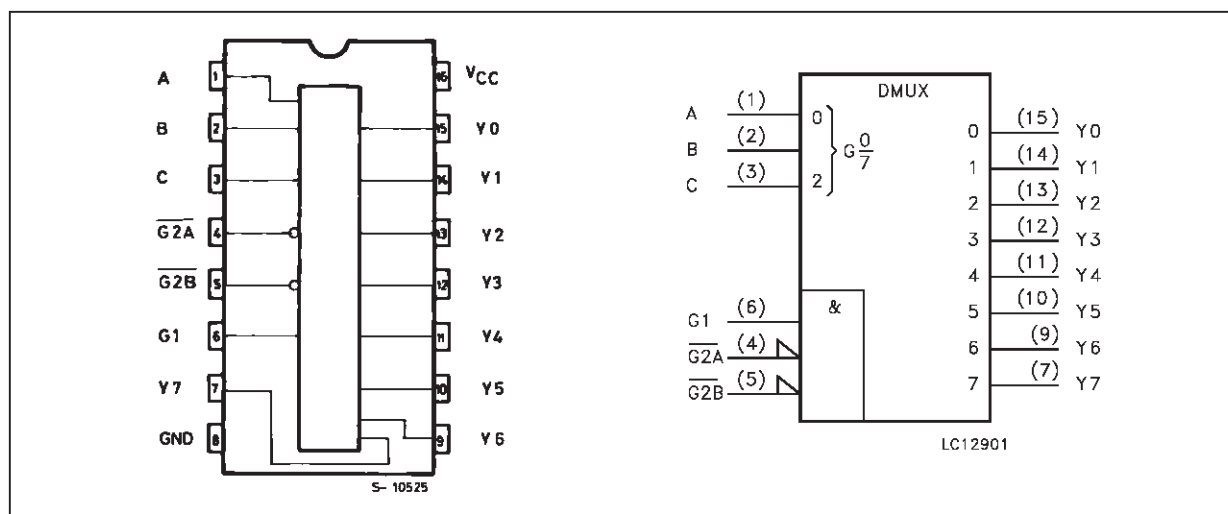 A 1 16 VCC
B 2 15 Y0
C 3 14 Y1
G2A 4 13 Y2
G2B 5 12 Y3
G1 6 11 Y4
Y7 7 10 Y5
GND 8 9 Y6
S-10525
DMUX
A (1) 0
B (2) G 0/7
C (3) 2
0 (15) Y0
1 (14) Y1
2 (13) Y2
3 (12) Y3
4 (11) Y4
5 (10) Y5
6 (9) Y6
7 (7) Y7
G1 (6) &
G2A (4)
G2B (5)
LC12901